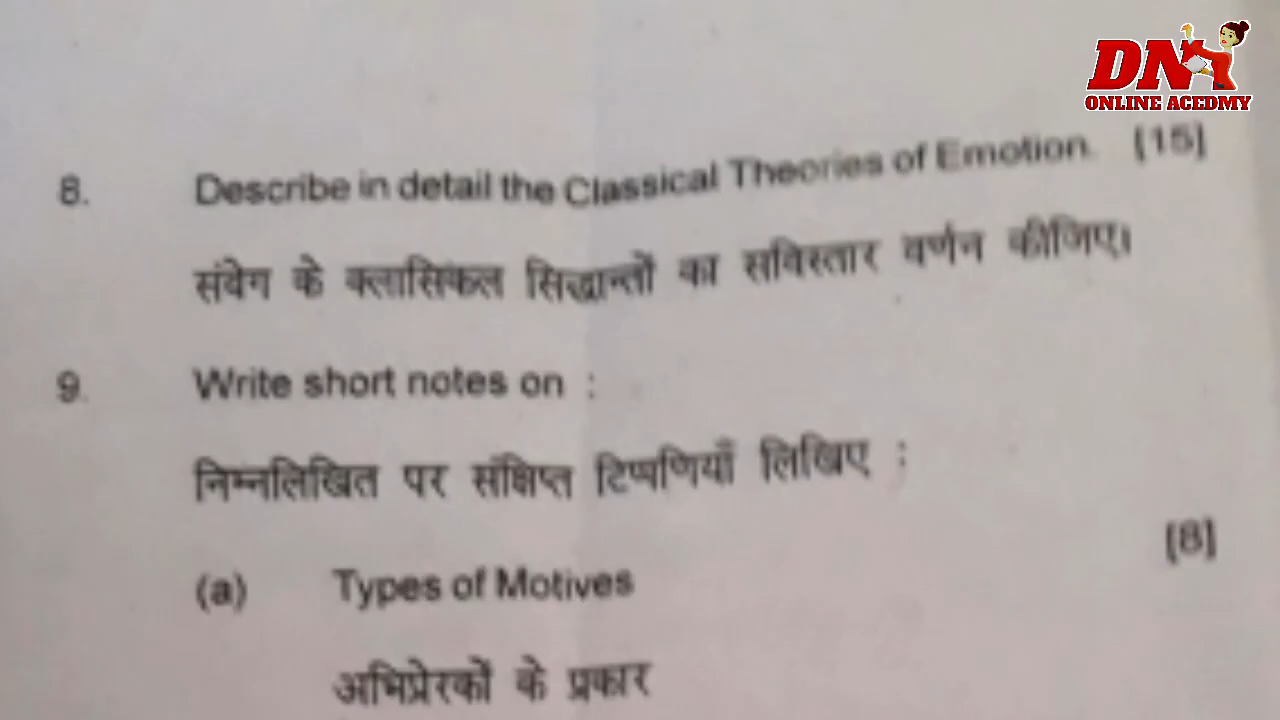 DN
ONLINE ACEDMY
8. Describe in detail the Classical Theories of Emotion. [15]
संवेग के क्लासिकल सिद्धान्तों का सविस्तार वर्णन कीजिए।
9. Write short notes on :
निम्नलिखित पर संक्षिप्त टिप्पणियाँ लिखिए :
(a) Types of Motives [8]
अभिप्रेरकों के प्रकार